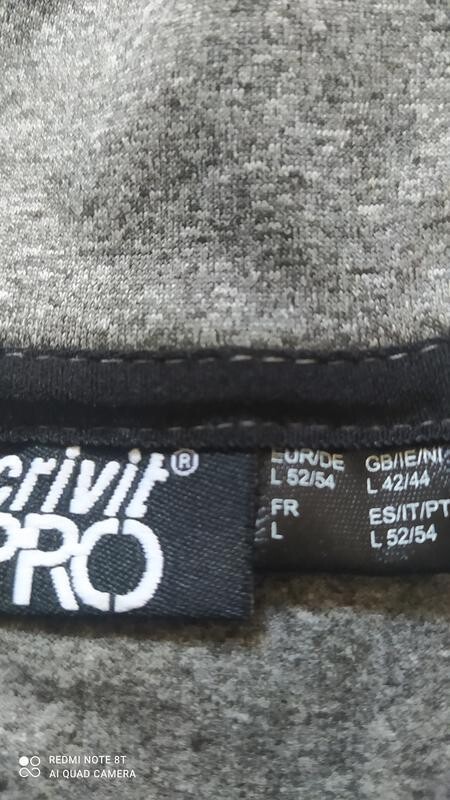 crivit®
PRO
EUR/DE
L 52/54
FR
L
GB/IE/NI
L 42/44
ES/IT/PT
L 52/54
REDMI NOTE 8T
AI QUAD CAMERA